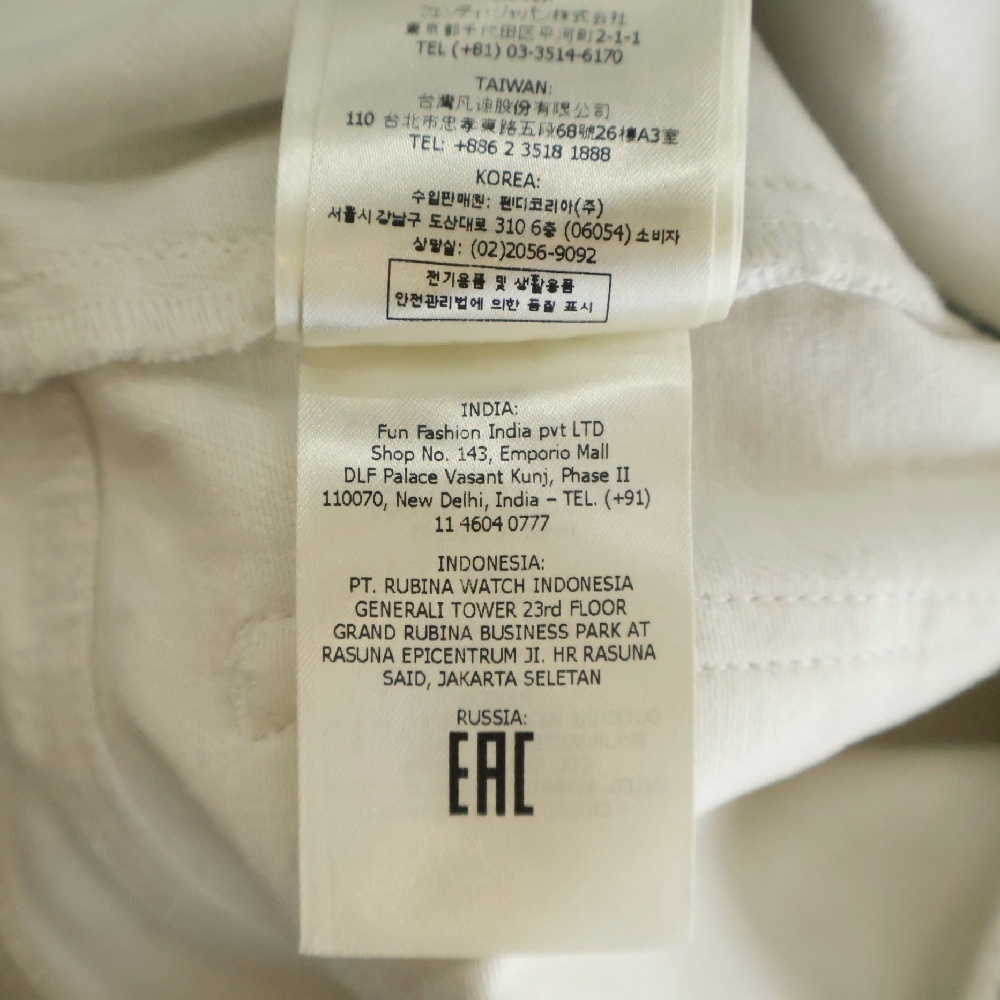 フェンディ・ジャパン株式会社
東京都千代田区平河町2-1-1
TEL (+81) 03-3514-6170
TAIWAN:
台灣凡迪股份有限公司
110 台北市忠孝東路五段68號26樓A3室
TEL: +886 2 3518 1888
KOREA:
수입판매원: 펜디코리아(주)
서울시 강남구 도산대로 310 6층 (06054) 소비자
상담실: (02)2056-9092
전기용품 및 생활용품
안전관리법에 의한 품질 표시
INDIA:
Fun Fashion India pvt LTD
Shop No. 143, Emporio Mall
DLF Palace Vasant Kunj, Phase II
110070, New Delhi, India – TEL. (+91)
11 4604 0777
INDONESIA:
PT. RUBINA WATCH INDONESIA
GENERALI TOWER 23rd FLOOR
GRAND RUBINA BUSINESS PARK AT
RASUNA EPICENTRUM JI. HR RASUNA
SAID, JAKARTA SELETAN
RUSSIA:
EAC